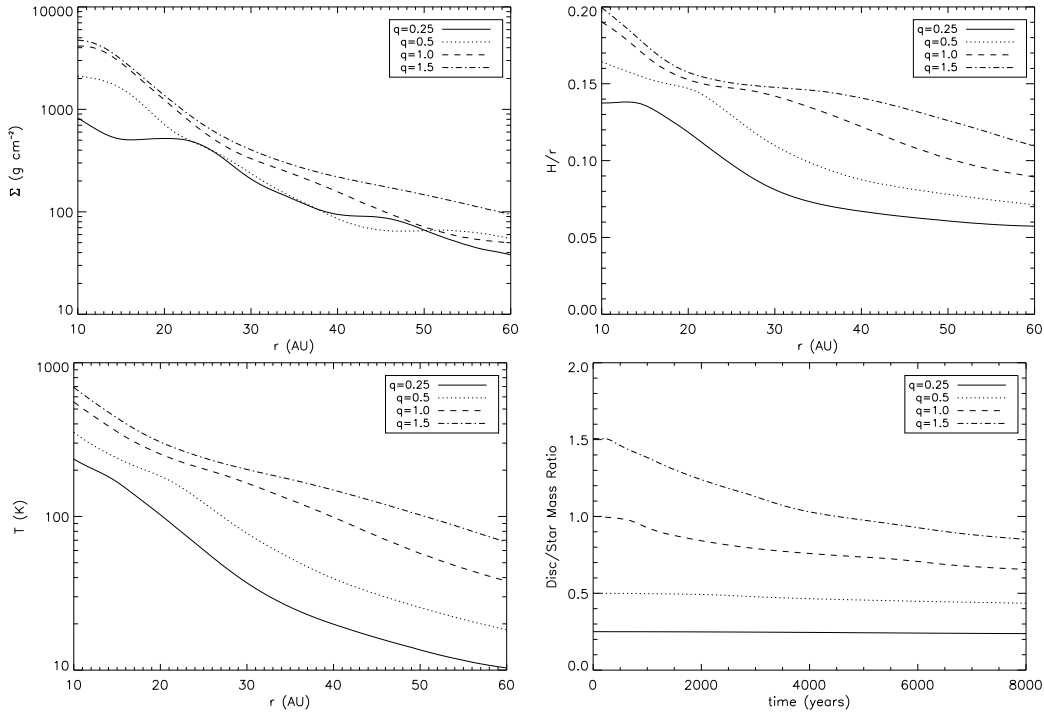 10000
1000
100
10
Σ (g cm⁻²)
10 20 30 40 50 60
r (AU)
q=0.25
q=0.5
q=1.0
q=1.5
0.20
0.15
0.10
0.05
0.00
H/r
10 20 30 40 50 60
r (AU)
q=0.25
q=0.5
q=1.0
q=1.5
1000
100
10
T (K)
10 20 30 40 50 60
r (AU)
q=0.25
q=0.5
q=1.0
q=1.5
2.0
1.5
1.0
0.5
0.0
Disc/Star Mass Ratio
0 2000 4000 6000 8000
time (years)
q=0.25
q=0.5
q=1.0
q=1.5